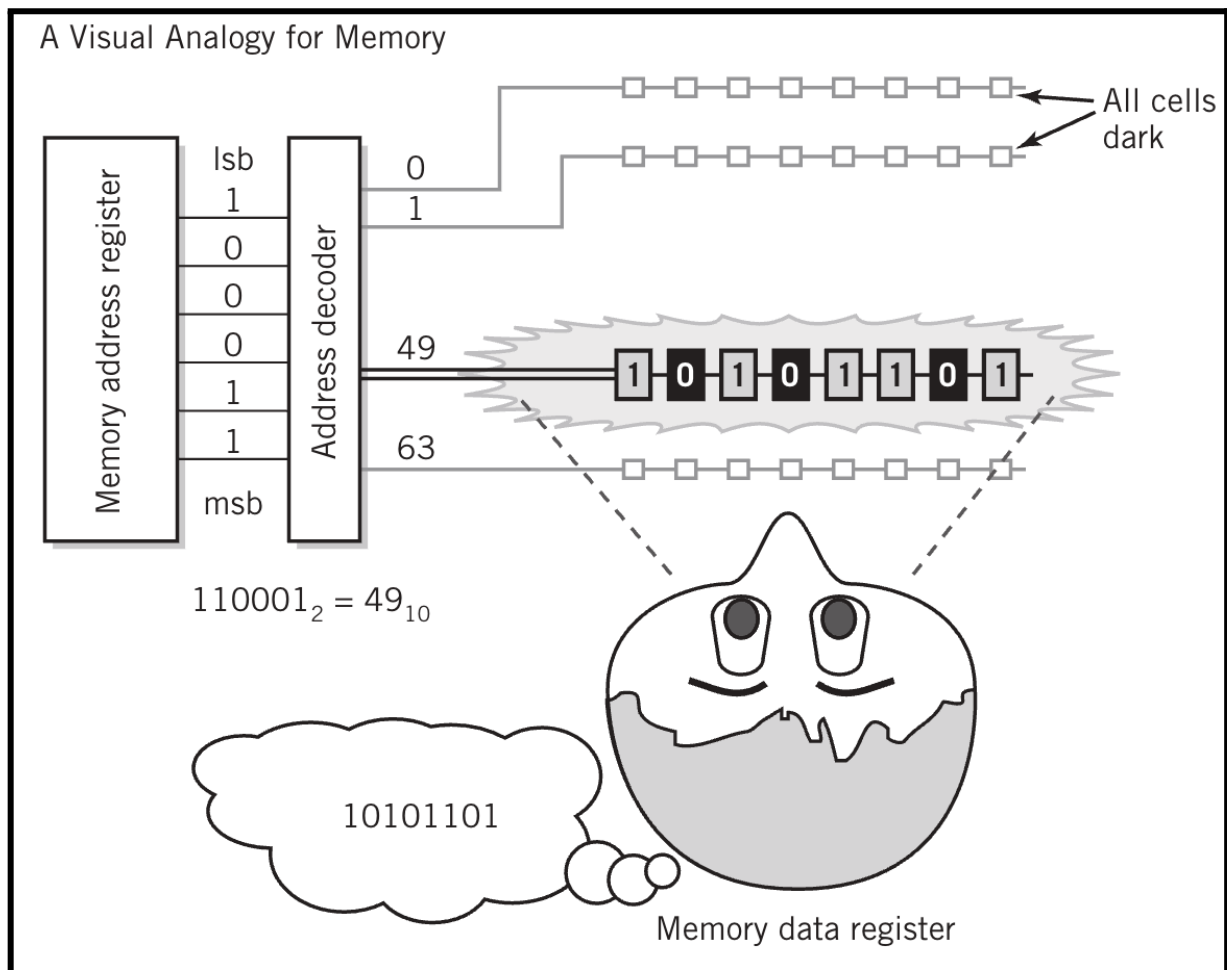 A Visual Analogy for Memory
All cells
dark
Memory address register
lsb
1
0
0
0
1
1
msb
Address decoder
0
1
49
63
1 0 1 0 1 1 0 1
110001₂ = 49₁₀
10101101
Memory data register